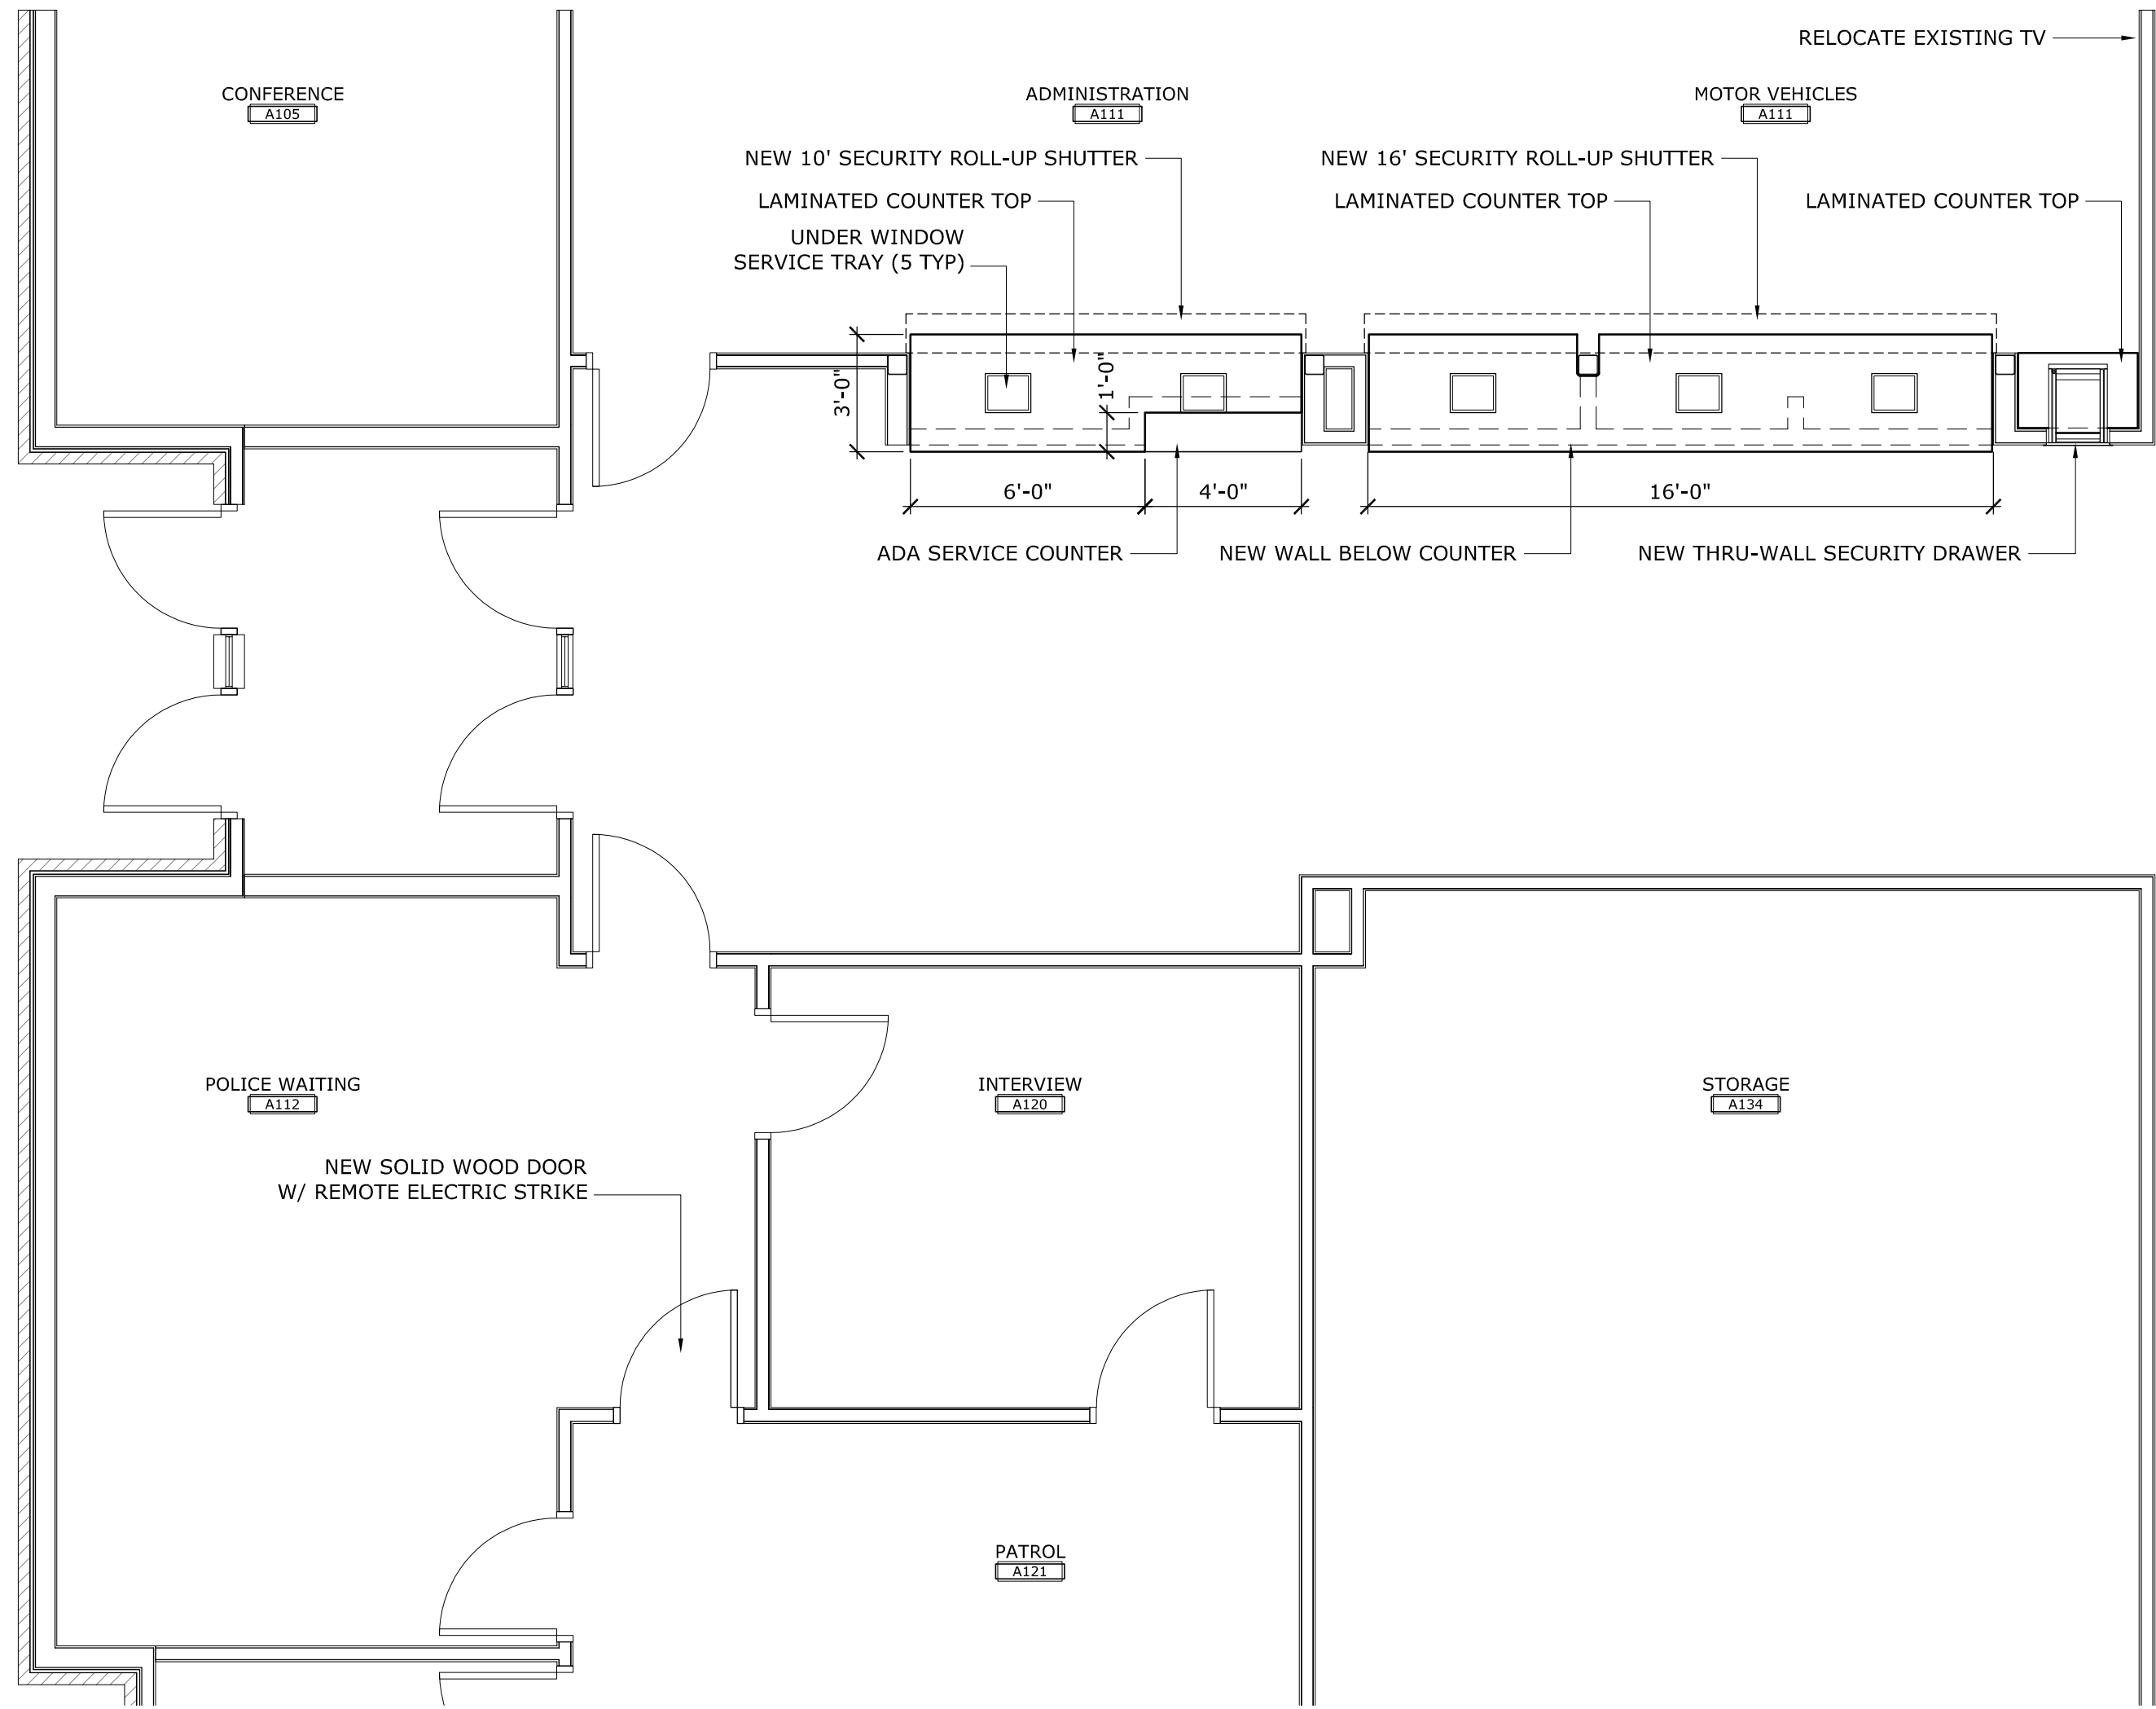 RELOCATE EXISTING TV
CONFERENCE
A105
ADMINISTRATION
A111
MOTOR VEHICLES
A111
NEW 10' SECURITY ROLL-UP SHUTTER
NEW 16' SECURITY ROLL-UP SHUTTER
LAMINATED COUNTER TOP
LAMINATED COUNTER TOP
LAMINATED COUNTER TOP
UNDER WINDOW
SERVICE TRAY (5 TYP)
3'-0"
1'-0"
6'-0"
4'-0"
16'-0"
ADA SERVICE COUNTER
NEW WALL BELOW COUNTER
NEW THRU-WALL SECURITY DRAWER
POLICE WAITING
A112
INTERVIEW
A120
STORAGE
A134
NEW SOLID WOOD DOOR
W/ REMOTE ELECTRIC STRIKE
PATROL
A121